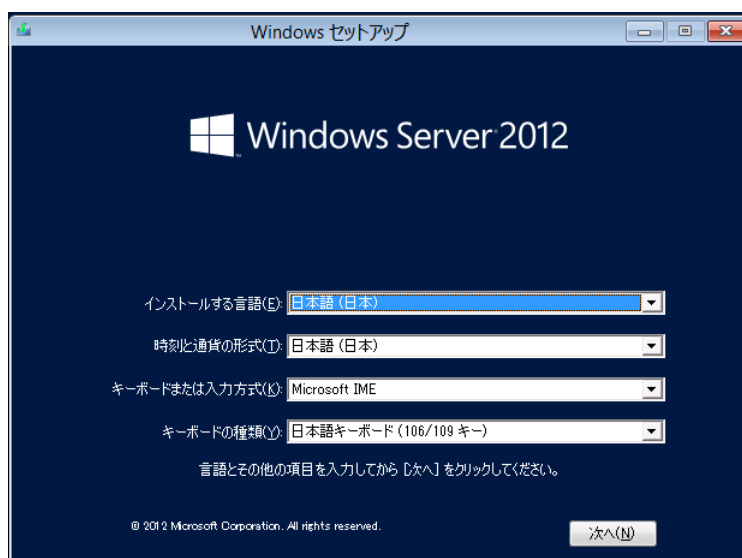 Windows セットアップ
Windows Server 2012
インストールする言語(E): 日本語 (日本)
時刻と通貨の形式(T): 日本語 (日本)
キーボードまたは入力方式(K): Microsoft IME
キーボードの種類(Y): 日本語キーボード (106/109 キー)
言語とその他の項目を入力してから [次へ] をクリックしてください。
© 2012 Microsoft Corporation. All rights reserved.
次へ(N)